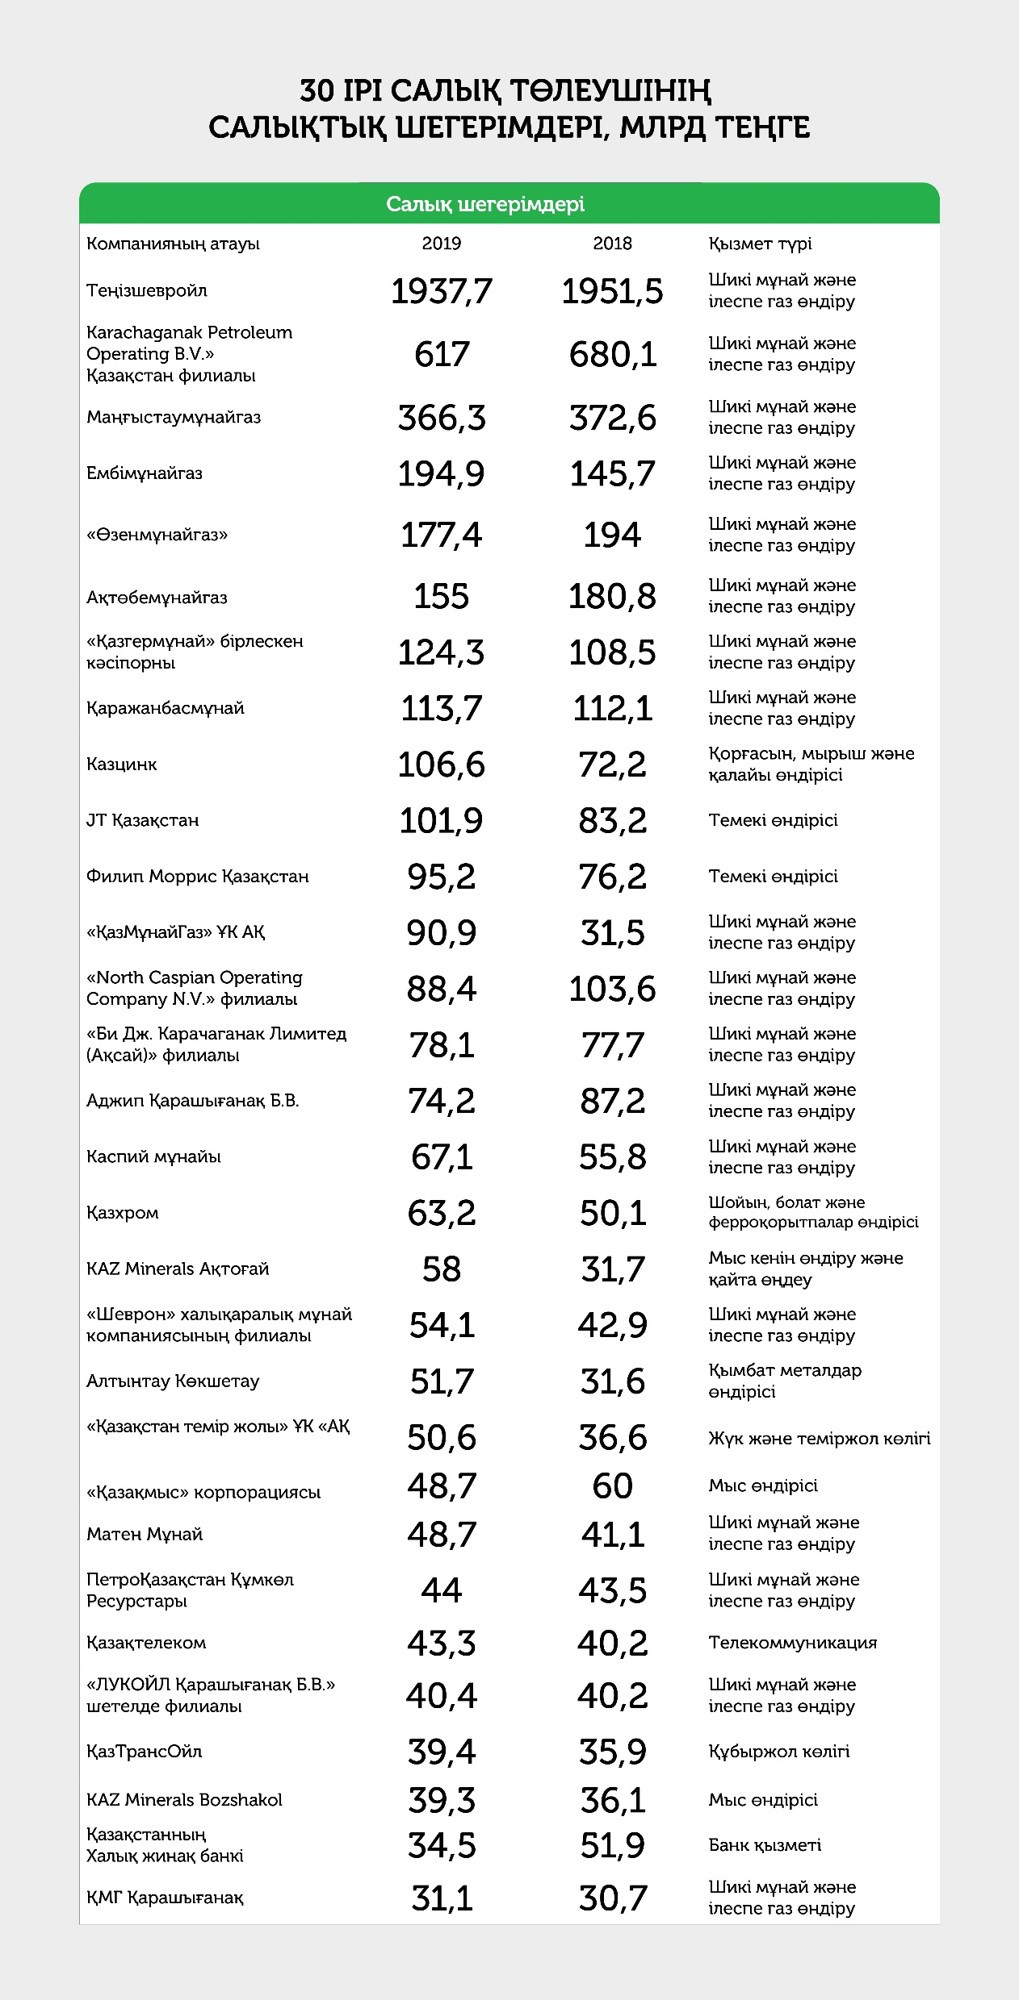 30 ІРІ САЛЫҚ ТӨЛЕУШІНІҢ
САЛЫҚТЫҚ ШЕГЕРІМДЕРІ, МЛРД ТЕҢГЕ
Салық шегерімдері
Компанияның атауы 2019 2018 Қызмет түрі
Теңізшевройл 1937,7 1951,5 Шикі мұнай және
ілеспе газ өндіру
Karachaganak Petroleum
Operating B.V.»
Қазақстан филиалы 617 680,1 Шикі мұнай және
ілеспе газ өндіру
Маңғыстаумұнайгаз 366,3 372,6 Шикі мұнай және
ілеспе газ өндіру
Ембімұнайгаз 194,9 145,7 Шикі мұнай және
ілеспе газ өндіру
«Өзенмұнайгаз» 177,4 194 Шикі мұнай және
ілеспе газ өндіру
Ақтөбемұнайгаз 155 180,8 Шикі мұнай және
ілеспе газ өндіру
«Қазгермұнай» бірлескен
кәсіпорны 124,3 108,5 Шикі мұнай және
ілеспе газ өндіру
Қаражанбасмұнай 113,7 112,1 Шикі мұнай және
ілеспе газ өндіру
Казцинк 106,6 72,2 Қорғасын, мырыш және
қалайы өндірісі
JT Қазақстан 101,9 83,2 Темекі өндірісі
Филип Моррис Қазақстан 95,2 76,2 Темекі өндірісі
«ҚазМұнайГаз» ҰК АҚ 90,9 31,5 Шикі мұнай және
ілеспе газ өндіру
«North Caspian Operating
Company N.V.» филиалы 88,4 103,6 Шикі мұнай және
ілеспе газ өндіру
«Би Дж. Карачаганак Лимитед
(Ақсай)» филиалы 78,1 77,7 Шикі мұнай және
ілеспе газ өндіру
Аджип Қарашығанақ Б.В. 74,2 87,2 Шикі мұнай және
ілеспе газ өндіру
Каспий мұнайы 67,1 55,8 Шикі мұнай және
ілеспе газ өндіру
Қазхром 63,2 50,1 Шойын, болат және
ферроқорытпалар өндірісі
KAZ Minerals Ақтоғай 58 31,7 Мыс кенін өндіру және
қайта өңдеу
«Шеврон» халықаралық мұнай
компаниясының филиалы 54,1 42,9 Шикі мұнай және
ілеспе газ өндіру
Алтынтау Көкшетау 51,7 31,6 Қымбат металдар
өндірісі
«Қазақстан темір жолы» ҰК «АҚ 50,6 36,6 Жүк және теміржол көлігі
«Қазақмыс» корпорациясы 48,7 60 Мыс өндірісі
Матен Мұнай 48,7 41,1 Шикі мұнай және
ілеспе газ өндіру
ПетроҚазақстан Құмкөл
Ресурстары 44 43,5 Шикі мұнай және
ілеспе газ өндіру
Қазақтелеком 43,3 40,2 Телекоммуникация
«ЛУКОЙЛ Қарашығанақ Б.В.»
шетелде филиалы 40,4 40,2 Шикі мұнай және
ілеспе газ өндіру
ҚазТрансОйл 39,4 35,9 Құбыржол көлігі
KAZ Minerals Bozshakol 39,3 36,1 Мыс өндірісі
Қазақстанның
Халық жинақ банкі 34,5 51,9 Банк қызметі
ҚМГ Қарашығанақ 31,1 30,7 Шикі мұнай және
ілеспе газ өндіру